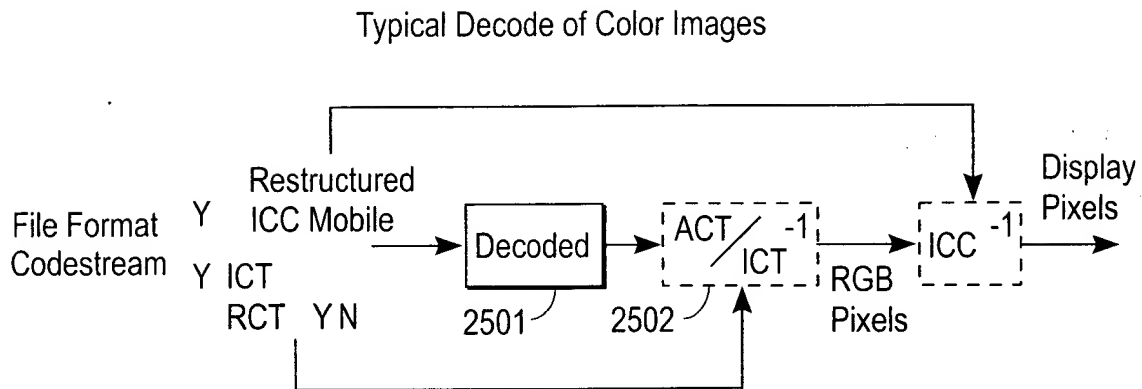 Typical Decode of Color Images
File Format
Codestream
Y
Restructured
ICC Mobile
Y ICT
RCT Y N
Decoded
2501
ACT/ICT -1
2502
RGB
Pixels
ICC -1
Display
Pixels